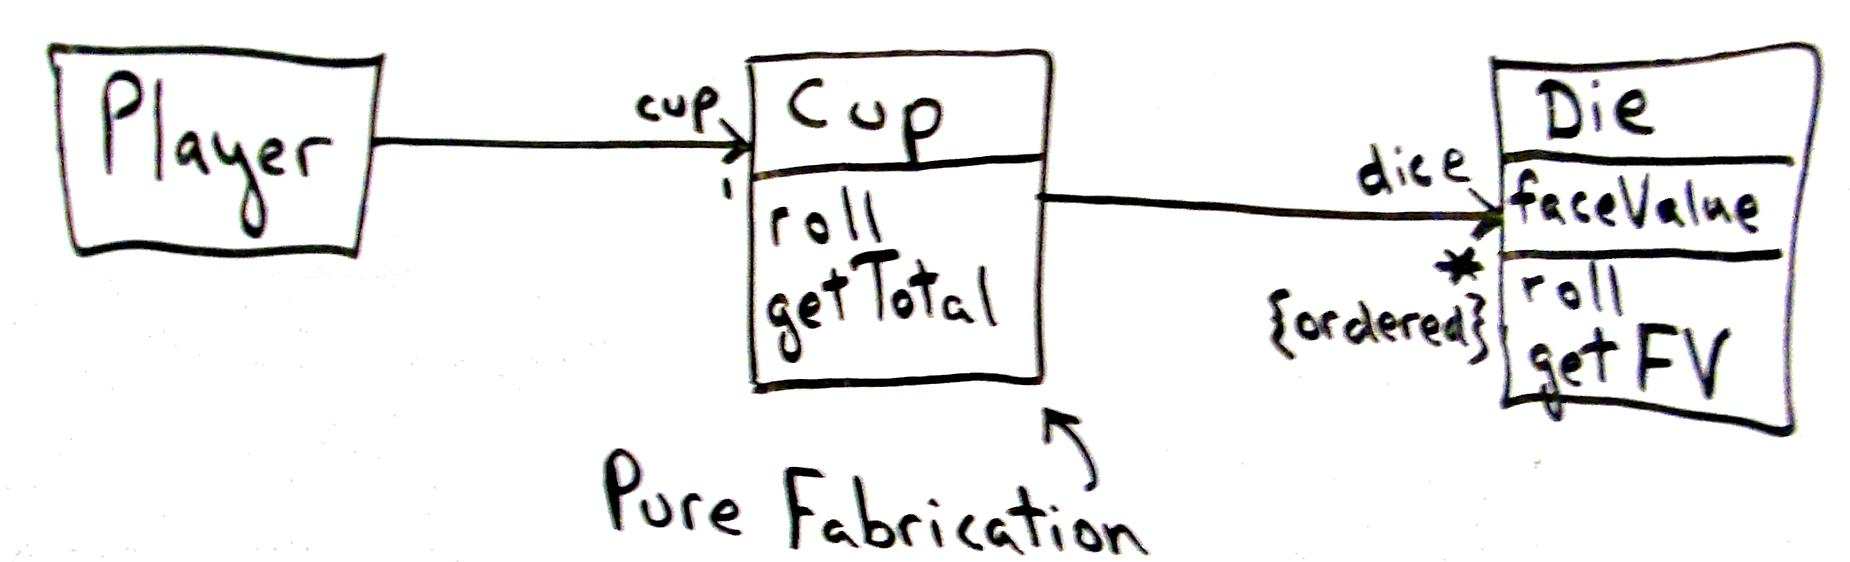 Player
cup
1
Cup
roll
getTotal
dice
*
{ordered}
Die
faceValue
roll
getFV
Pure Fabrication